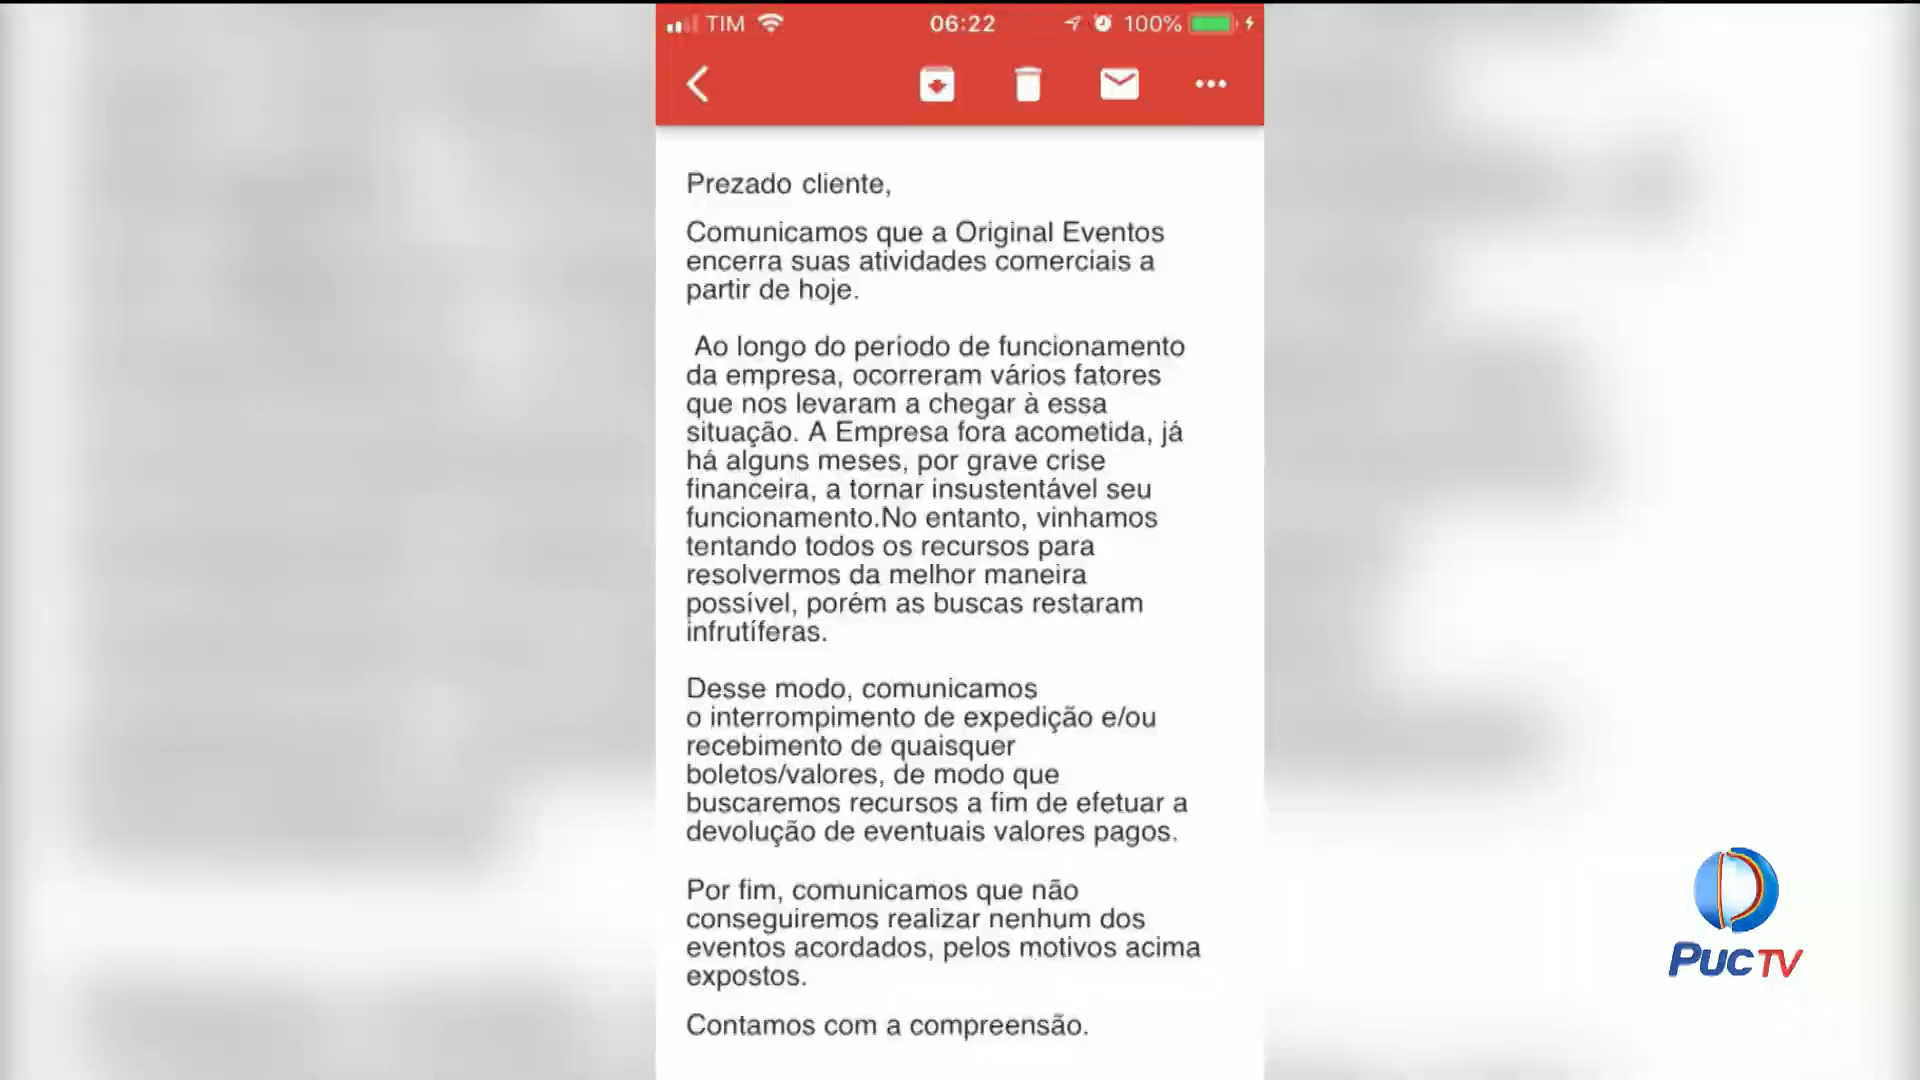 TIM 06:22 100%
Prezado cliente,
Comunicamos que a Original Eventos
encerra suas atividades comerciais a
partir de hoje.
Ao longo do período de funcionamento
da empresa, ocorreram vários fatores
que nos levaram a chegar à essa
situação. A Empresa fora acometida, já
há alguns meses, por grave crise
financeira, a tornar insustentável seu
funcionamento.No entanto, vinhamos
tentando todos os recursos para
resolvermos da melhor maneira
possível, porém as buscas restaram
infrutíferas.
Desse modo, comunicamos
o interrompimento de expedição e/ou
recebimento de quaisquer
boletos/valores, de modo que
buscaremos recursos a fim de efetuar a
devolução de eventuais valores pagos.
Por fim, comunicamos que não
conseguiremos realizar nenhum dos
eventos acordados, pelos motivos acima
expostos.
Contamos com a compreensão.
PUC TV